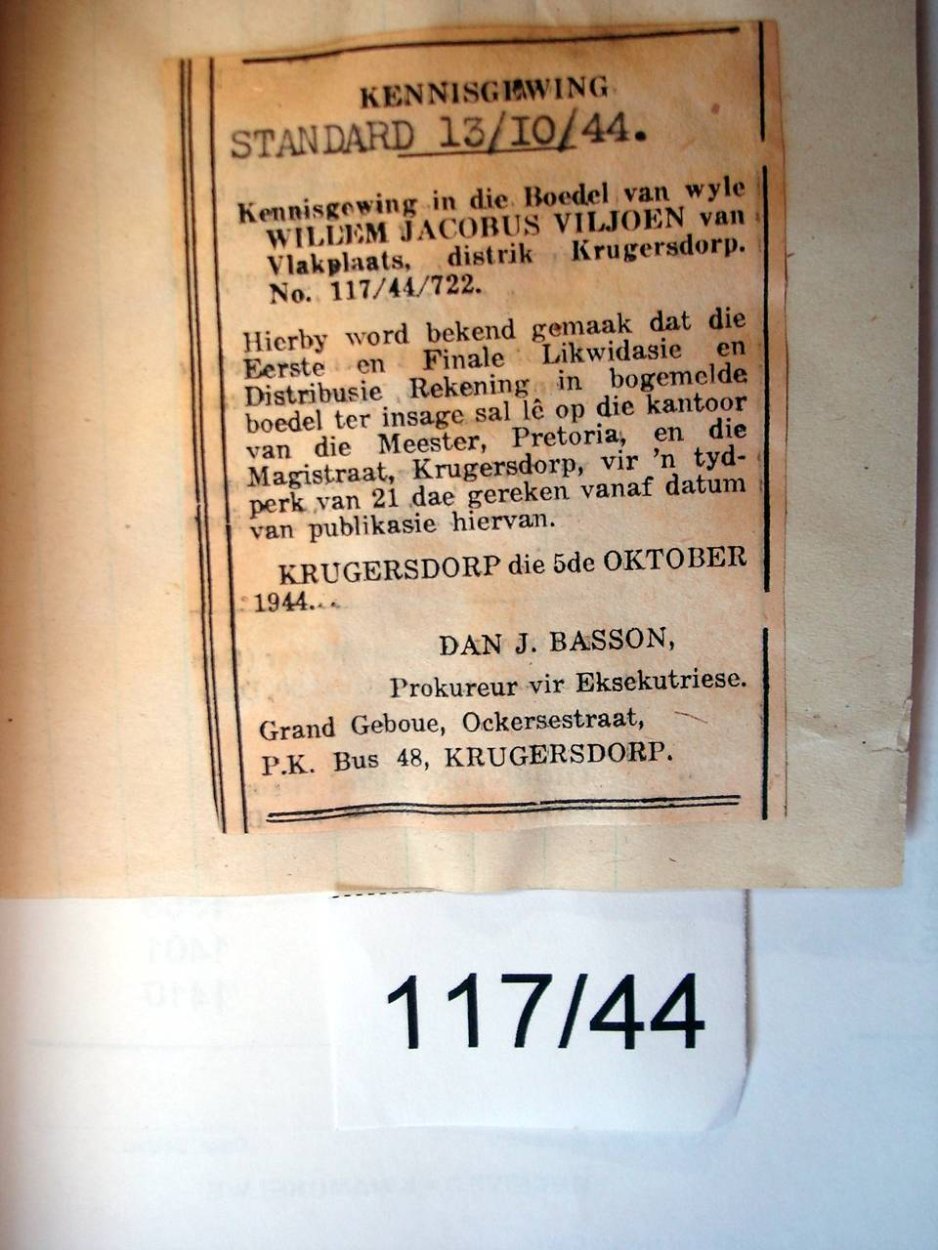 KENNISGEWING
STANDARD 13/10/44.
Kennisgewing in die Boedel van wyle
WILLEM JACOBUS VILJOEN van
Vlakplaats, distrik Krugersdorp.
No. 117/44/722.
Hierby word bekend gemaak dat die
Eerste en Finale Likwidasie en
Distribusie Rekening in bogemelde
boedel ter insage sal lê op die kantoor
van die Meester, Pretoria, en die
Magistraat, Krugersdorp, vir 'n tyd-
perk van 21 dae gereken vanaf datum
van publikasie hiervan.
KRUGERSDORP die 5de OKTOBER
1944.
DAN J. BASSON,
Prokureur vir Eksekutriese.
Grand Geboue, Ockersestraat,
P.K. Bus 48, KRUGERSDORP.
117/44